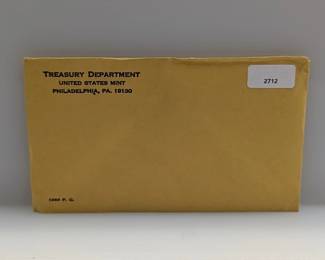 TREASURY DEPARTMENT
UNITED STATES MINT
PHILADELPHIA, PA. 19130
2712
P. C.